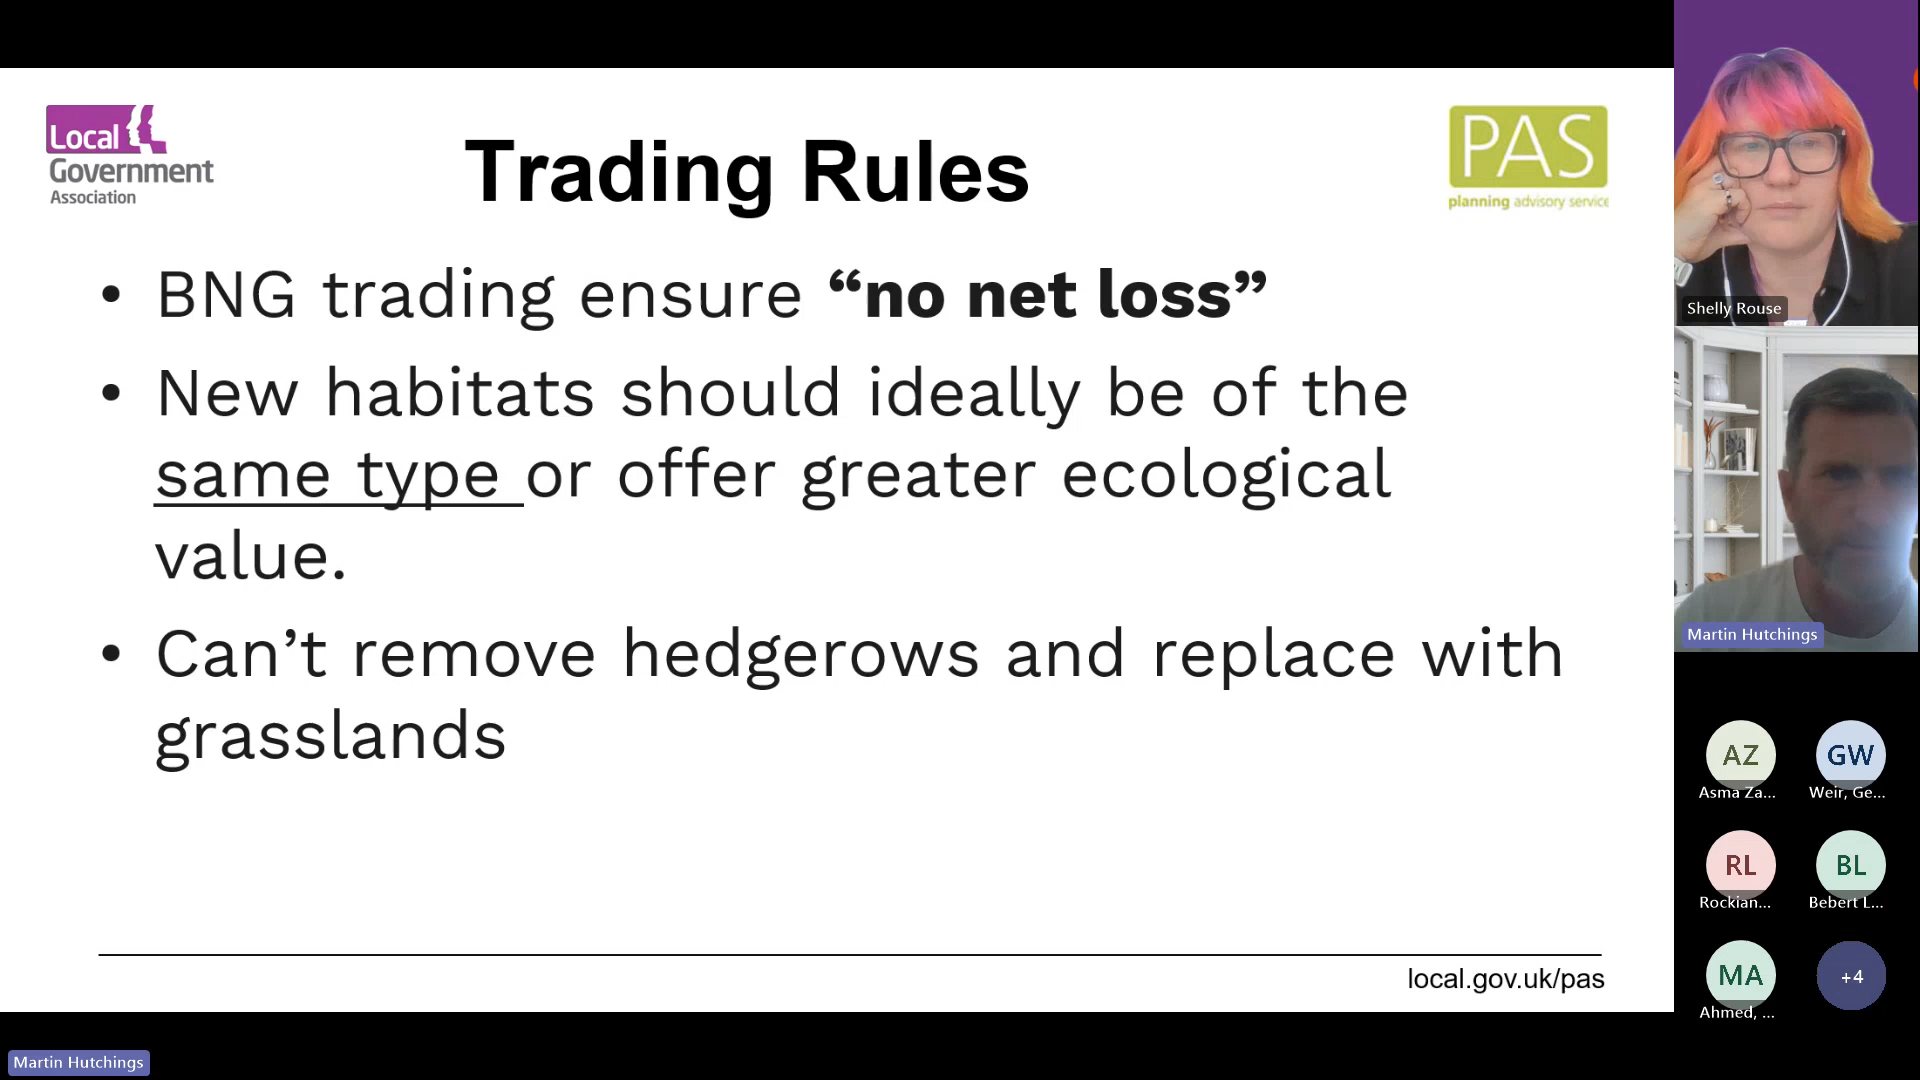 Local
Government
Association
Trading Rules
PAS
planning advisory service
• BNG trading ensure “no net loss”
• New habitats should ideally be of the
same type or offer greater ecological
value.
• Can’t remove hedgerows and replace with
grasslands
local.gov.uk/pas
Martin Hutchings
Shelly Rouse
Martin Hutchings
AZ
GW
Asma Za...
Weir, Ge...
RL
BL
Rockian...
Bebert L...
MA
+4
Ahmed, ...